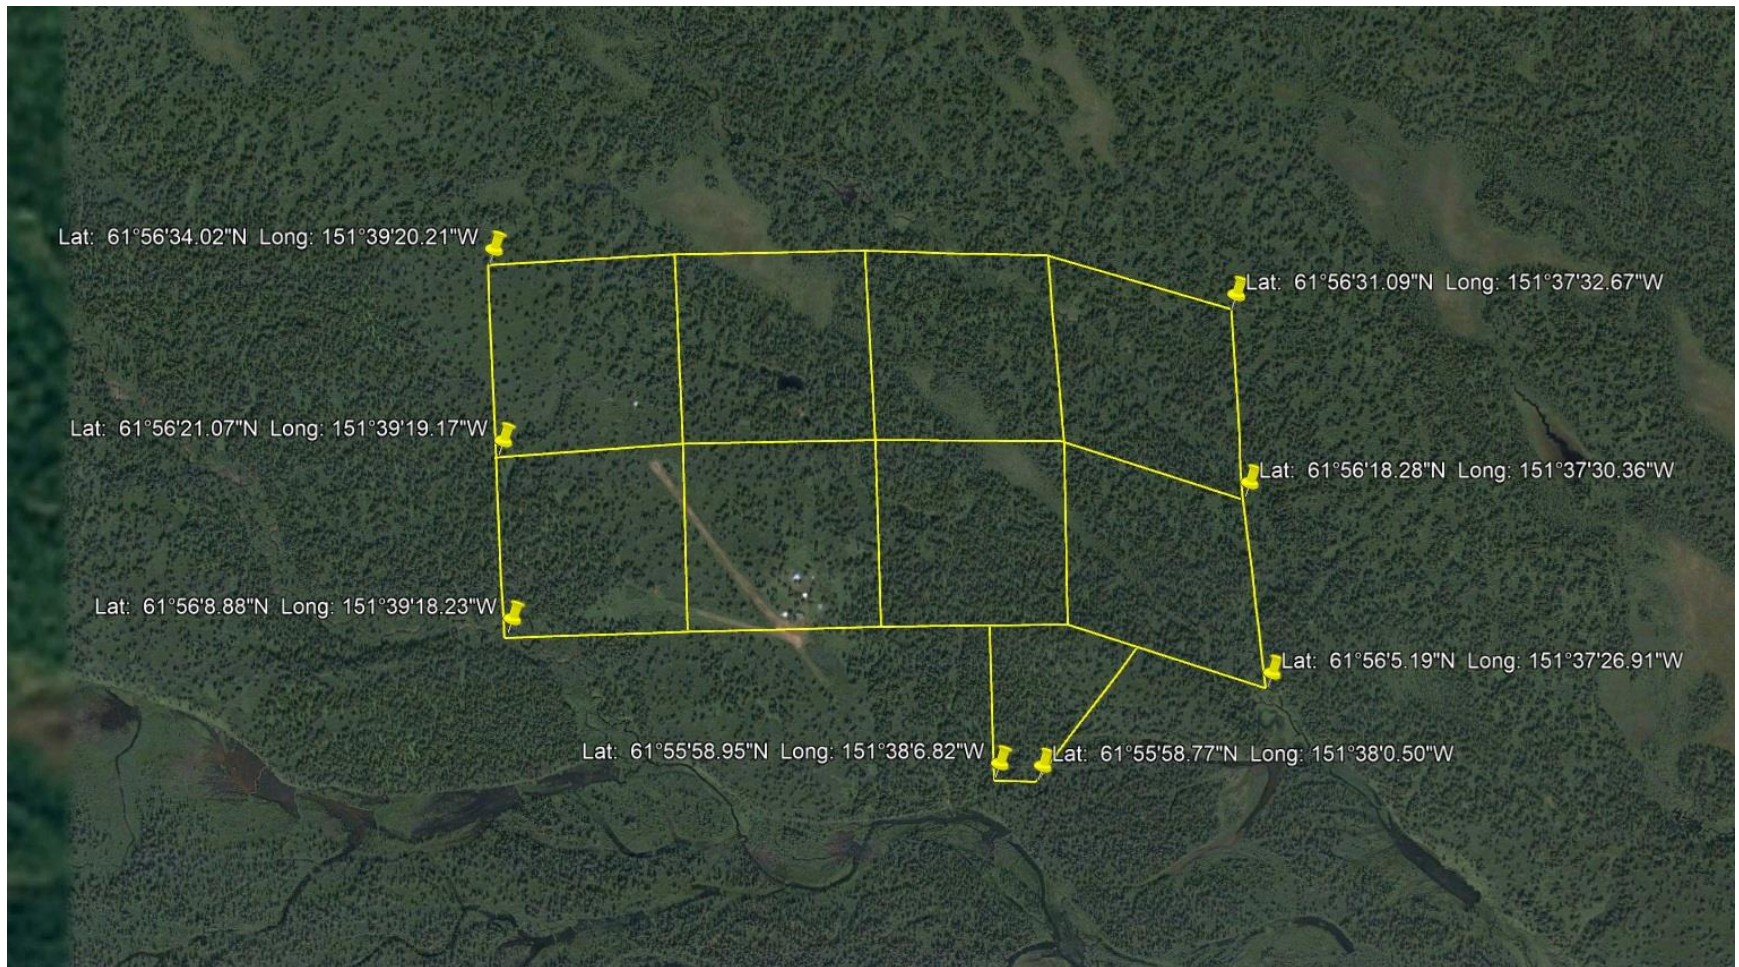 Lat: 61°56'34.02"N Long: 151°39'20.21"W
Lat: 61°56'31.09"N Long: 151°37'32.67"W
Lat: 61°56'21.07"N Long: 151°39'19.17"W
Lat: 61°56'18.28"N Long: 151°37'30.36"W
Lat: 61°56'8.88"N Long: 151°39'18.23"W
Lat: 61°56'5.19"N Long: 151°37'26.91"W
Lat: 61°55'58.95"N Long: 151°38'6.82"W
Lat: 61°55'58.77"N Long: 151°38'0.50"W